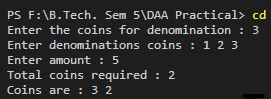 PS F:\B.Tech. Sem 5\DAA Practical> cd
Enter the coins for denomination : 3
Enter denominations coins : 1 2 3
Enter amount : 5
Total coins required : 2
Coins are : 3 2